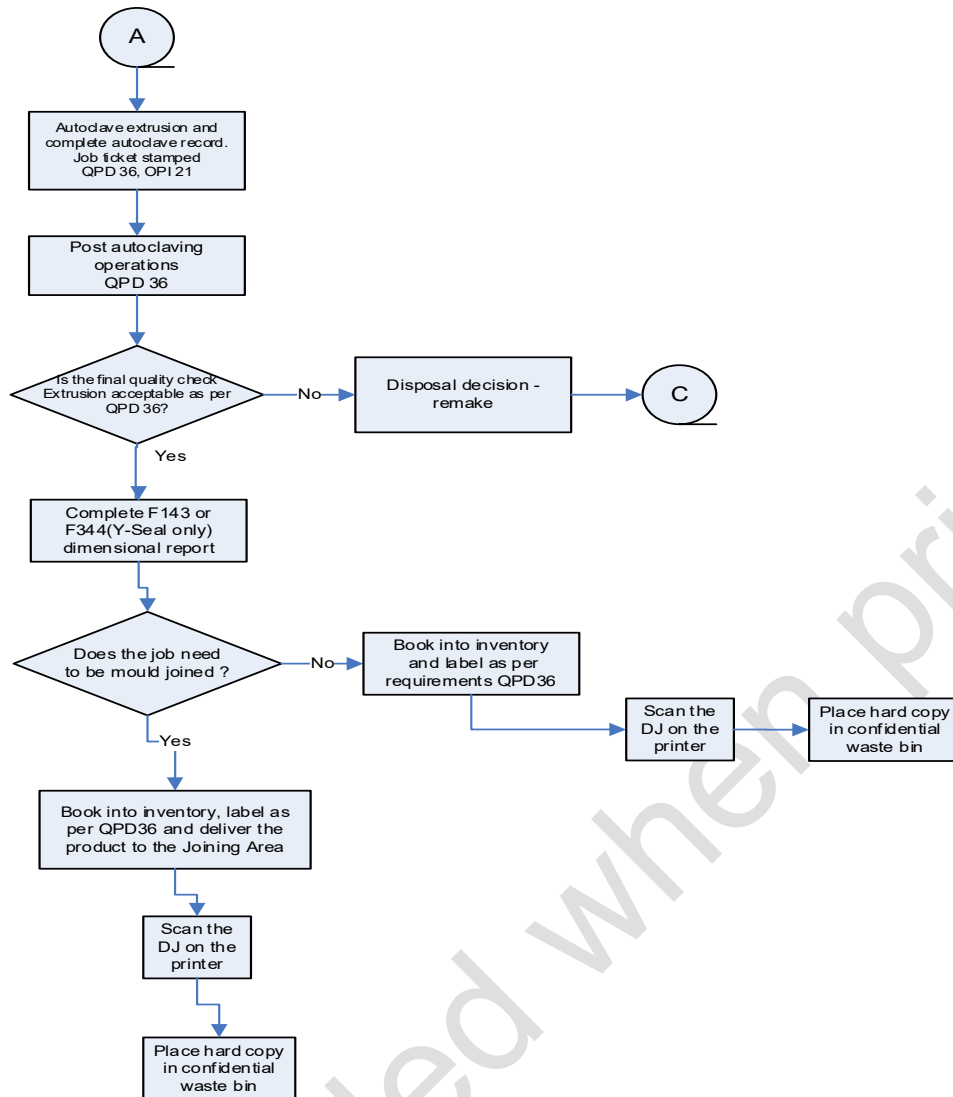 A
Autoclave extrusion and
complete autoclave record.
Job ticket stamped
QPD 36, OPI 21
Post autoclaving
operations
QPD 36
Is the final quality check
Extrusion acceptable as per
QPD 36?
No
Disposal decision -
remake
C
Yes
Complete F143 or
F344(Y-Seal only)
dimensional report
Does the job need
to be mould joined ?
No
Book into inventory
and label as per
requirements QPD36
Scan the
DJ on the
printer
Place hard copy
in confidential
waste bin
Yes
Book into inventory, label as
per QPD36 and deliver the
product to the Joining Area
Scan the
DJ on the
printer
Place hard copy
in confidential
waste bin
led when pri